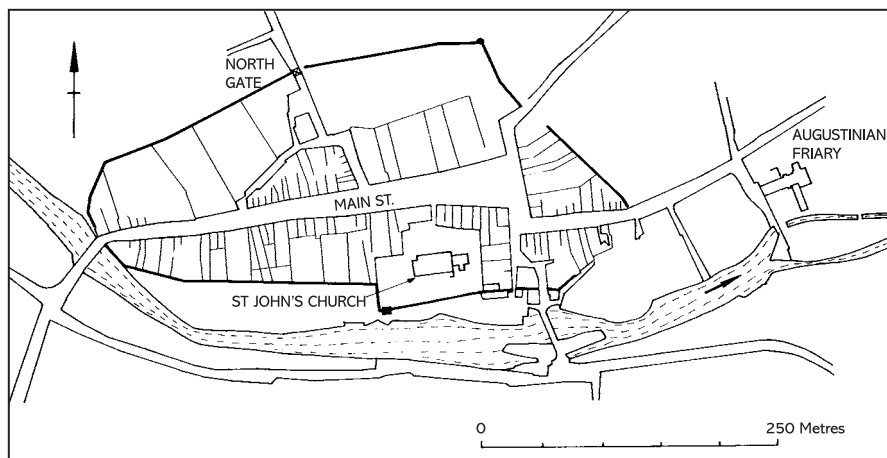 NORTH
GATE
AUGUSTINIAN
FRIARY
MAIN ST.
ST JOHN'S CHURCH
0 250 Metres